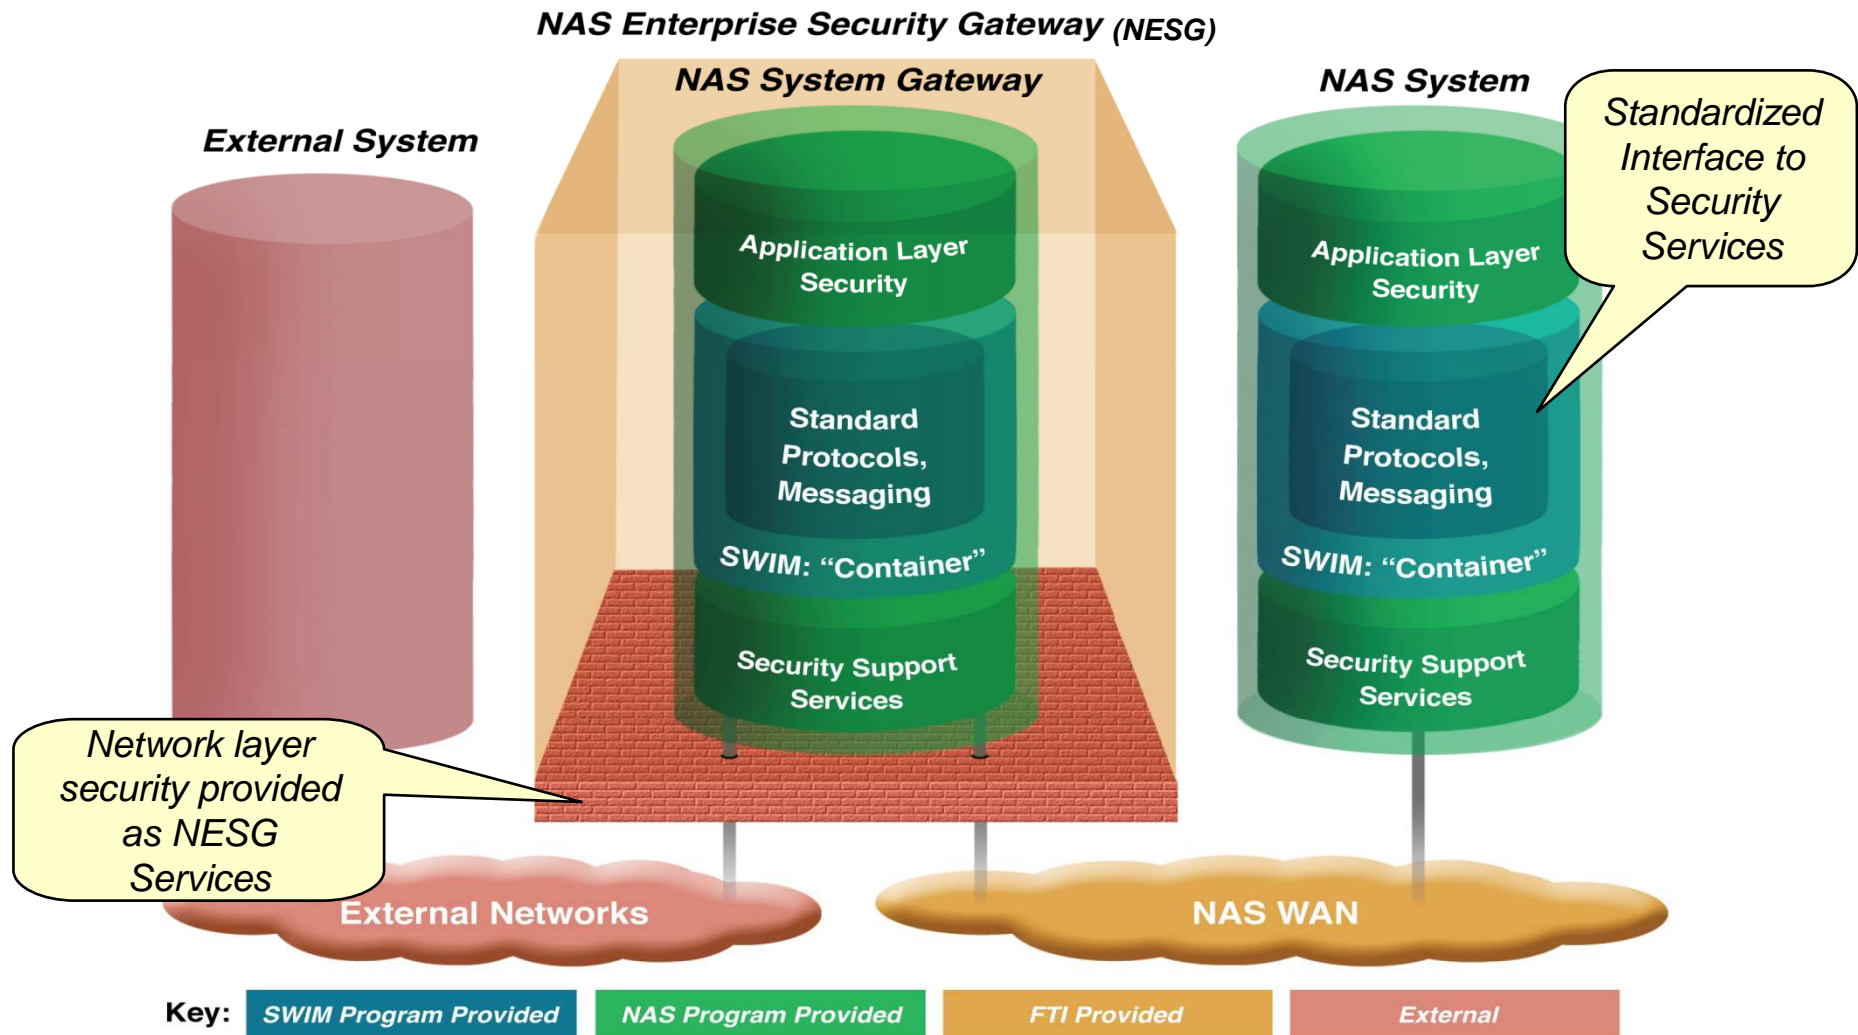 NAS Enterprise Security Gateway (NESG)
NAS System Gateway
NAS System
External System
Standardized
Interface to
Security
Services
Application Layer
Security
Standard
Protocols,
Messaging
SWIM: “Container”
Security Support
Services
Application Layer
Security
Standard
Protocols,
Messaging
SWIM: “Container”
Security Support
Services
Network layer
security provided
as NESG
Services
External Networks
NAS WAN
Key:
SWIM Program Provided
NAS Program Provided
FTI Provided
External